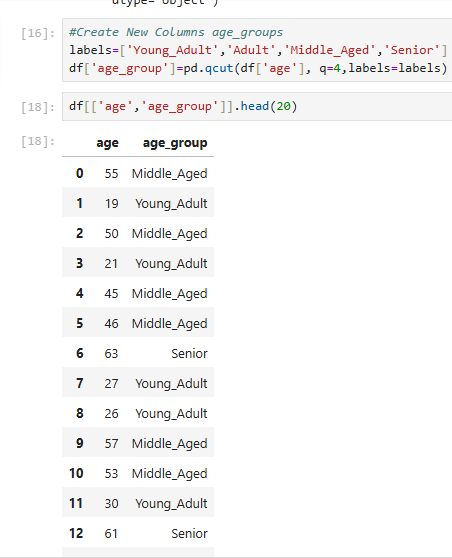 dtype='object')
[16]: #Create New Columns age_groups
labels=['Young_Adult','Adult','Middle_Aged','Senior']
df['age_group']=pd.qcut(df['age'], q=4,labels=labels)
[18]: df[['age','age_group']].head(20)
[18]: age age_group
0 55 Middle_Aged
1 19 Young_Adult
2 50 Middle_Aged
3 21 Young_Adult
4 45 Middle_Aged
5 46 Middle_Aged
6 63 Senior
7 27 Young_Adult
8 26 Young_Adult
9 57 Middle_Aged
10 53 Middle_Aged
11 30 Young_Adult
12 61 Senior